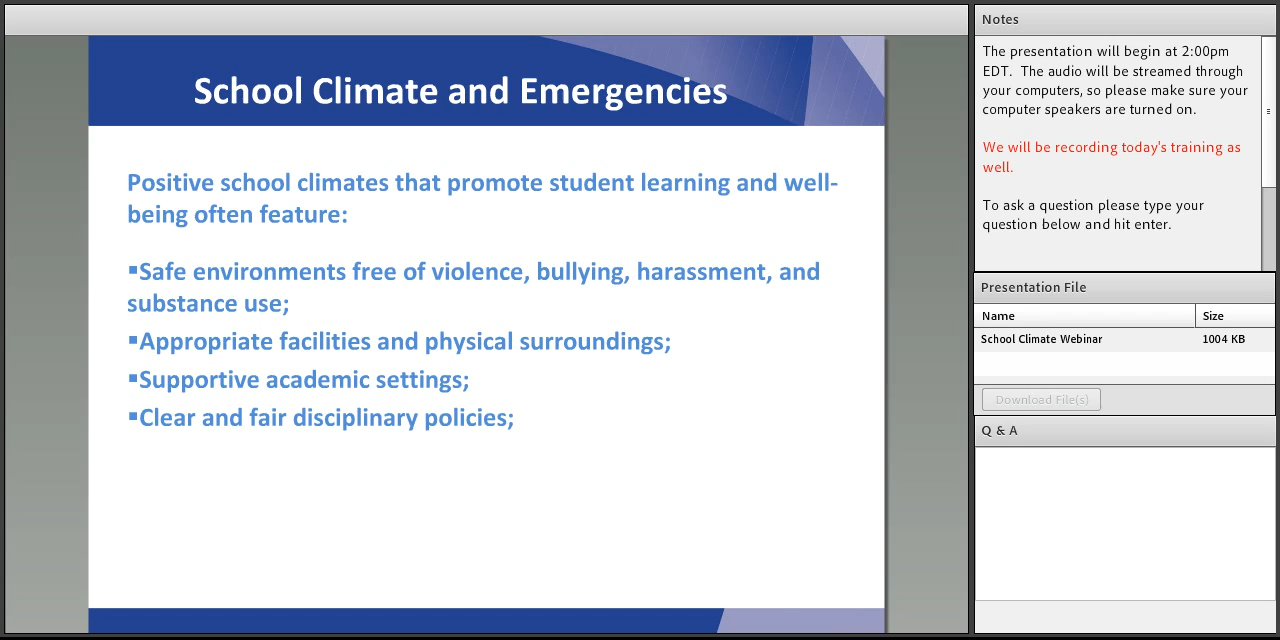 School Climate and Emergencies
Positive school climates that promote student learning and well-
being often feature:
▪Safe environments free of violence, bullying, harassment, and
substance use;
▪Appropriate facilities and physical surroundings;
▪Supportive academic settings;
▪Clear and fair disciplinary policies;
Notes
The presentation will begin at 2:00pm
EDT.  The audio will be streamed through
your computers, so please make sure your
computer speakers are turned on.
We will be recording today's training as
well.
To ask a question please type your
question below and hit enter.
Presentation File
Name Size
School Climate Webinar 1004 KB
Download File(s)
Q & A